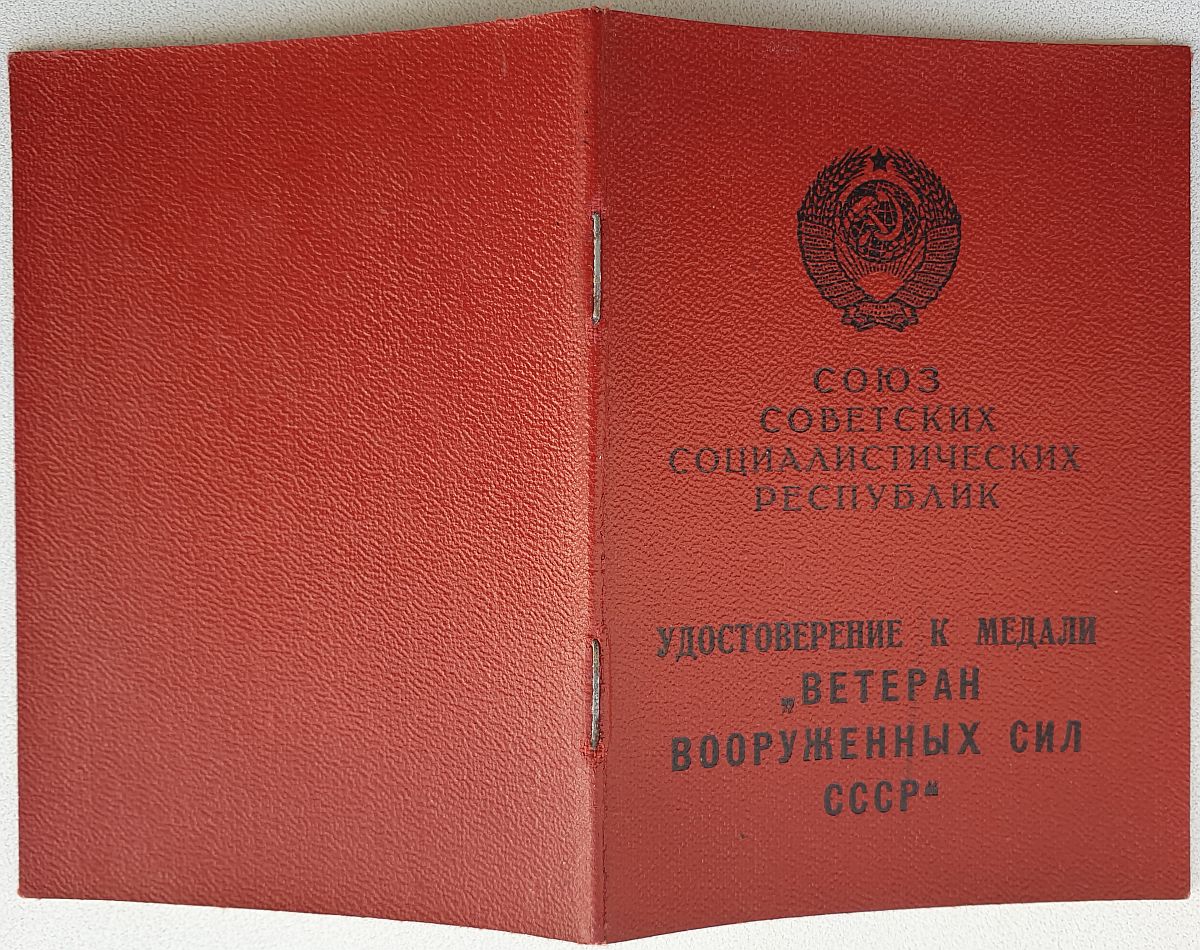 СОЮЗ
СОВЕТСКИХ
СОЦИАЛИСТИЧЕСКИХ
РЕСПУБЛИК
УДОСТОВЕРЕНИЕ К МЕДАЛИ
„ВЕТЕРАН
ВООРУЖЕННЫХ СИЛ
СССР“